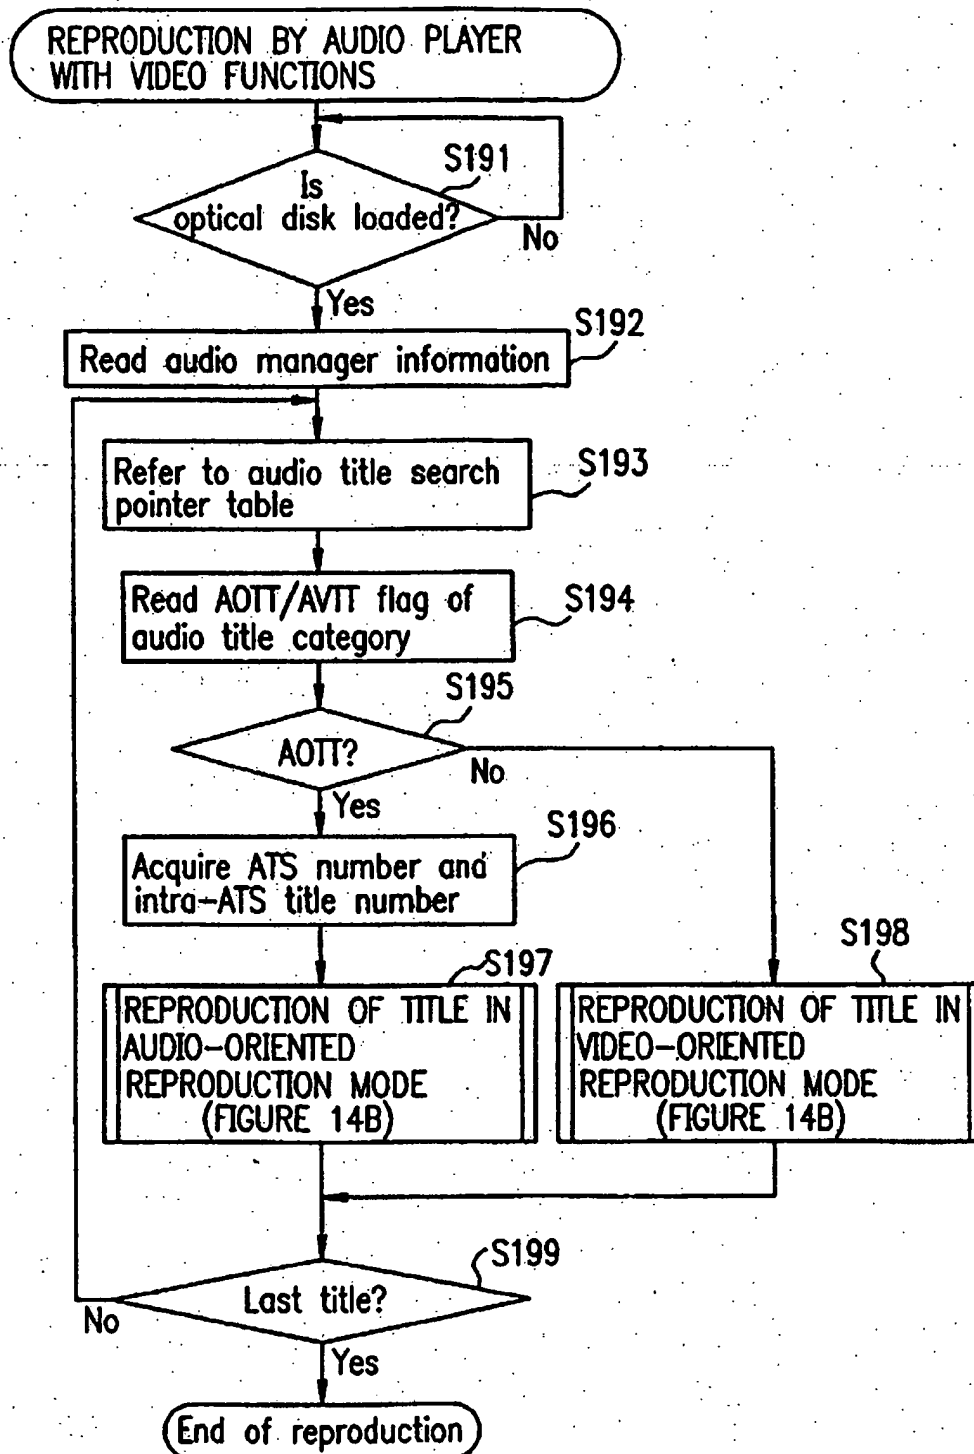 REPRODUCTION BY AUDIO PLAYER
WITH VIDEO FUNCTIONS
S191
Is
optical disk loaded?
No
Yes
S192
Read audio manager information
S193
Refer to audio title search
pointer table
S194
Read AOTT/AVTT flag of
audio title category
S195
AOTT?
No
Yes
S196
Acquire ATS number and
intra-ATS title number
S197
REPRODUCTION OF TITLE IN
AUDIO-ORIENTED
REPRODUCTION MODE
(FIGURE 14B)
S198
REPRODUCTION OF TITLE IN
VIDEO-ORIENTED
REPRODUCTION MODE
(FIGURE 14B)
S199
Last title?
No
Yes
End of reproduction